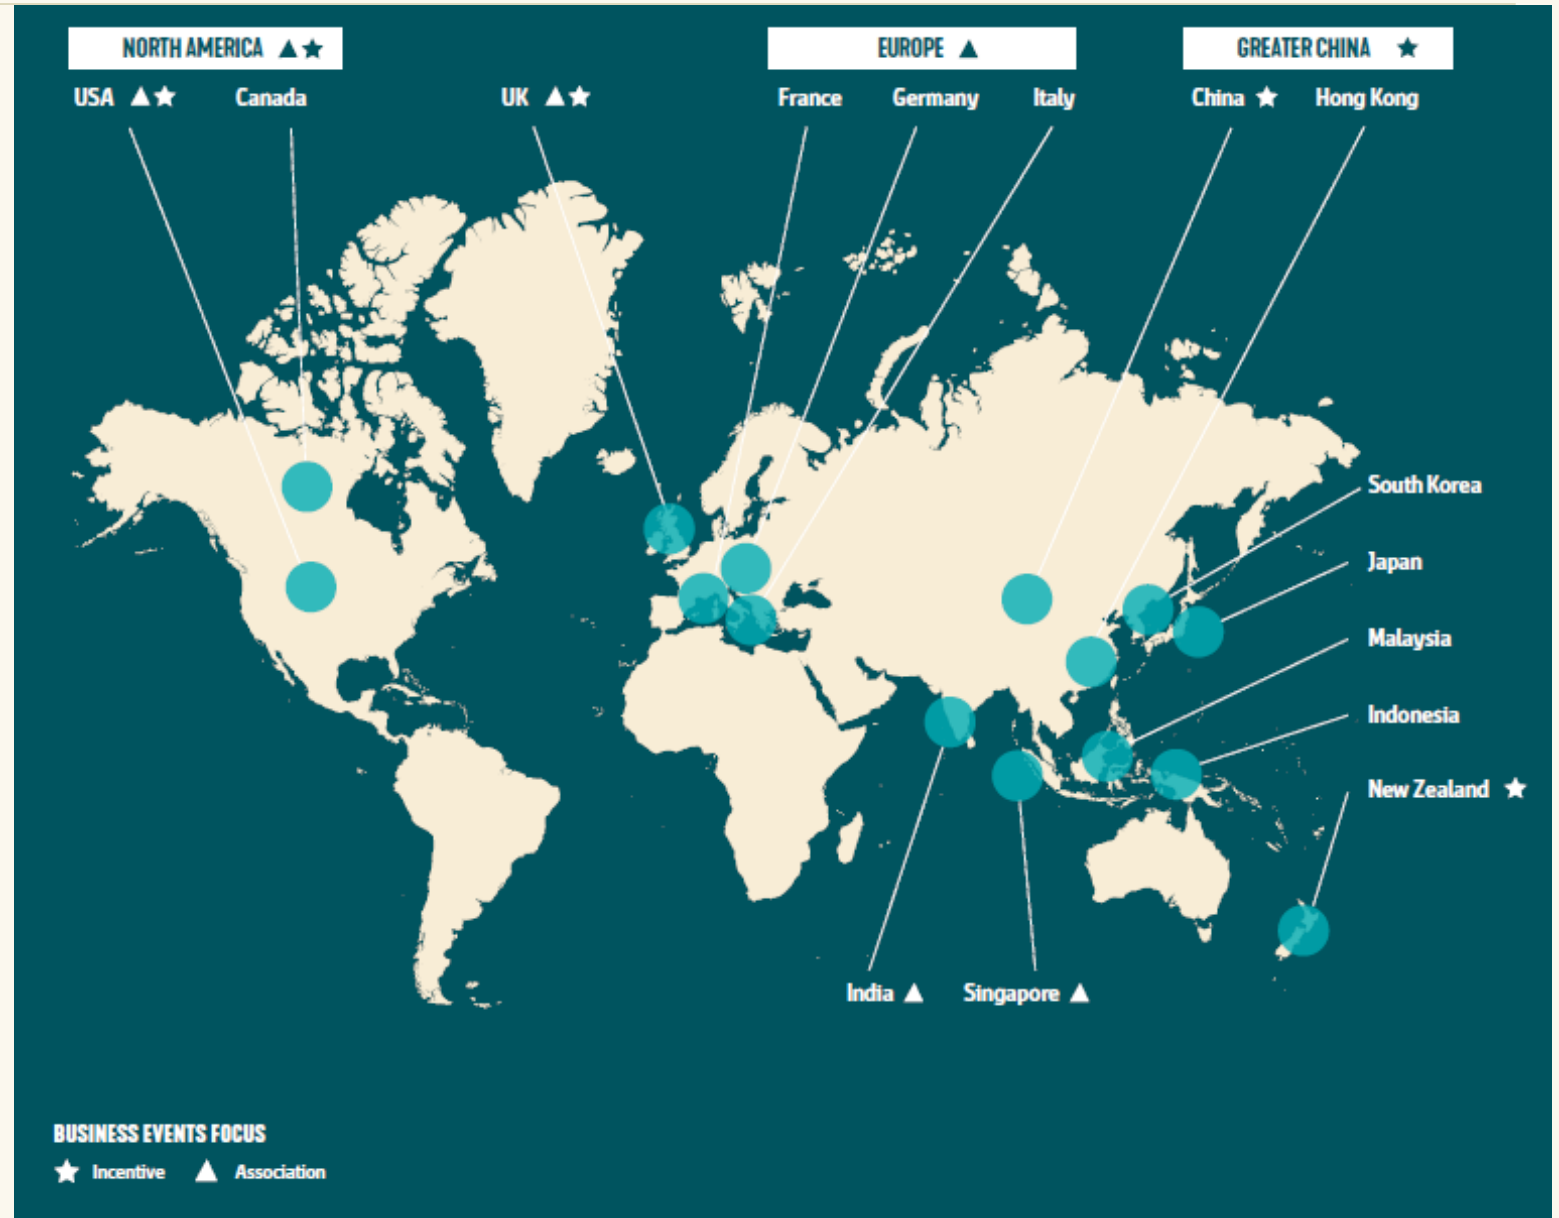 NORTH AMERICA
EUROPE
GREATER CHINA
USA
Canada
UK
France
Germany
Italy
China
Hong Kong
South Korea
Japan
Malaysia
Indonesia
New Zealand
India
Singapore
BUSINESS EVENTS FOCUS
Incentive
Association